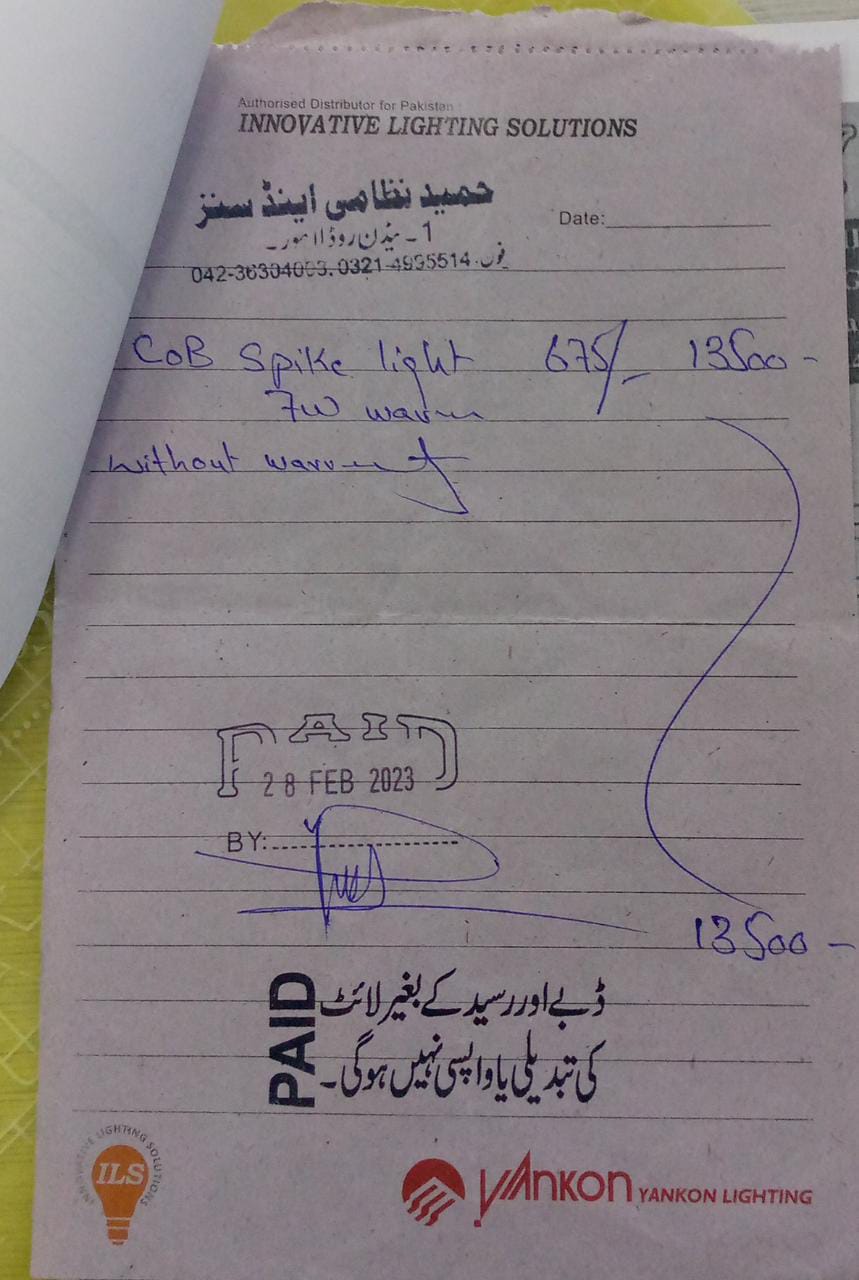 Authorised Distributor for Pakistan :
INNOVATIVE LIGHTING SOLUTIONS
حمید نظامی اینڈ سنز
1 - بیڈن روڈ لاہور۔
Date:
فون: 042-36304003, 0321-4995514
COB Spike light 675/- 13500 -
7W warm
without warranty
PAID
28 FEB 2023
BY:
13500 -
PAID
ڈبے اور رسید کے بغیر لائٹ
کی تبدیلی یا واپسی نہیں ہوگی۔
INNOVATIVE LIGHTING SOLUTIONS
ILS
YANKON YANKON LIGHTING